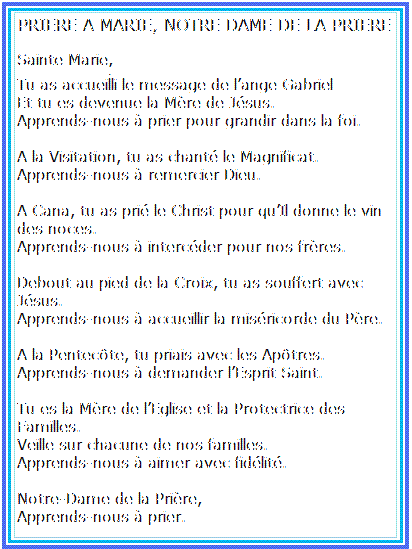 PRIERE A MARIE, NOTRE DAME DE LA PRIERE
Sainte Marie,
Tu as accueilli le message de l'ange Gabriel
Et tu es devenue la Mère de Jésus.
Apprends-nous à prier pour grandir dans la foi.
A la Visitation, tu as chanté le Magnificat.
Apprends-nous à remercier Dieu.
A Cana, tu as prié le Christ pour qu'Il donne le vin
des noces.
Apprends-nous à intercéder pour nos frères.
Debout au pied de la Croix, tu as souffert avec
Jésus.
Apprends-nous à accueillir la miséricorde du Père.
A la Pentecôte, tu priais avec les Apôtres.
Apprends-nous à demander l'Esprit Saint.
Tu es la Mère de l'Eglise et la Protectrice des
Familles.
Veille sur chacune de nos familles.
Apprends-nous à aimer avec fidélité.
Notre-Dame de la Prière,
Apprends-nous à prier.